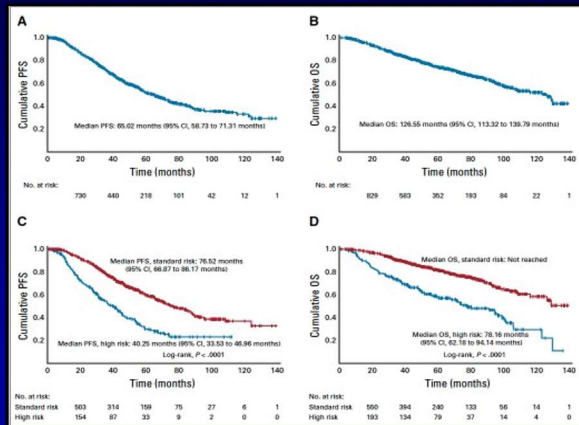 A
1.0
0.8
0.6
0.4
0.2
Cumulative PFS
Median PFS: 65.02 months (95% CI, 58.73 to 71.31 months)
0 20 40 60 80 100 120 140
Time (months)
No. at risk:
730 440 218 101 42 12 1
B
1.0
0.8
0.6
0.4
0.2
Cumulative OS
Median OS: 126.55 months (95% CI, 113.32 to 139.79 months)
0 20 40 60 80 100 120 140
Time (months)
No. at risk:
829 583 352 193 84 22 1
C
1.0
0.8
0.6
0.4
0.2
Cumulative PFS
Median PFS, standard risk: 76.52 months
(95% CI, 66.87 to 86.17 months)
Median PFS, high risk: 40.25 months (95% CI, 33.53 to 46.96 months)
Log-rank, P < .0001
0 20 40 60 80 100 120 140
Time (months)
No. at risk:
Standard risk 503 314 159 75 27 6 1
High risk 154 87 33 9 2 0 0
D
1.0
0.8
0.6
0.4
0.2
Cumulative OS
Median OS, standard risk: Not reached
Median OS, high risk: 78.16 months
(95% CI, 62.18 to 94.14 months)
Log-rank, P < .0001
0 20 40 60 80 100 120 140
Time (months)
No. at risk:
Standard risk 550 394 240 133 56 14 1
High risk 193 134 79 37 14 4 0